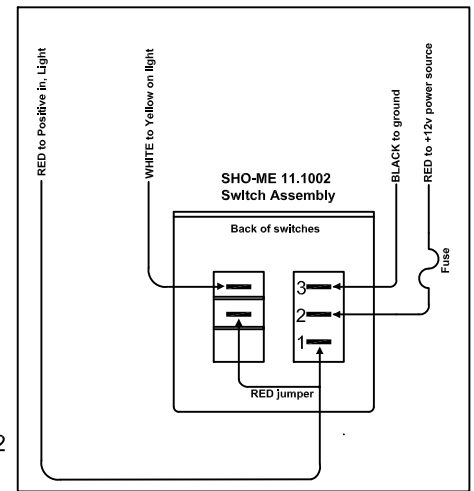 RED to Positive in, Light
WHITE to Yellow on light
BLACK to ground
RED to +12v power source
Fuse
SHO-ME 11.1002
Switch Assembly
Back of switches
3
2
1
RED jumper
2